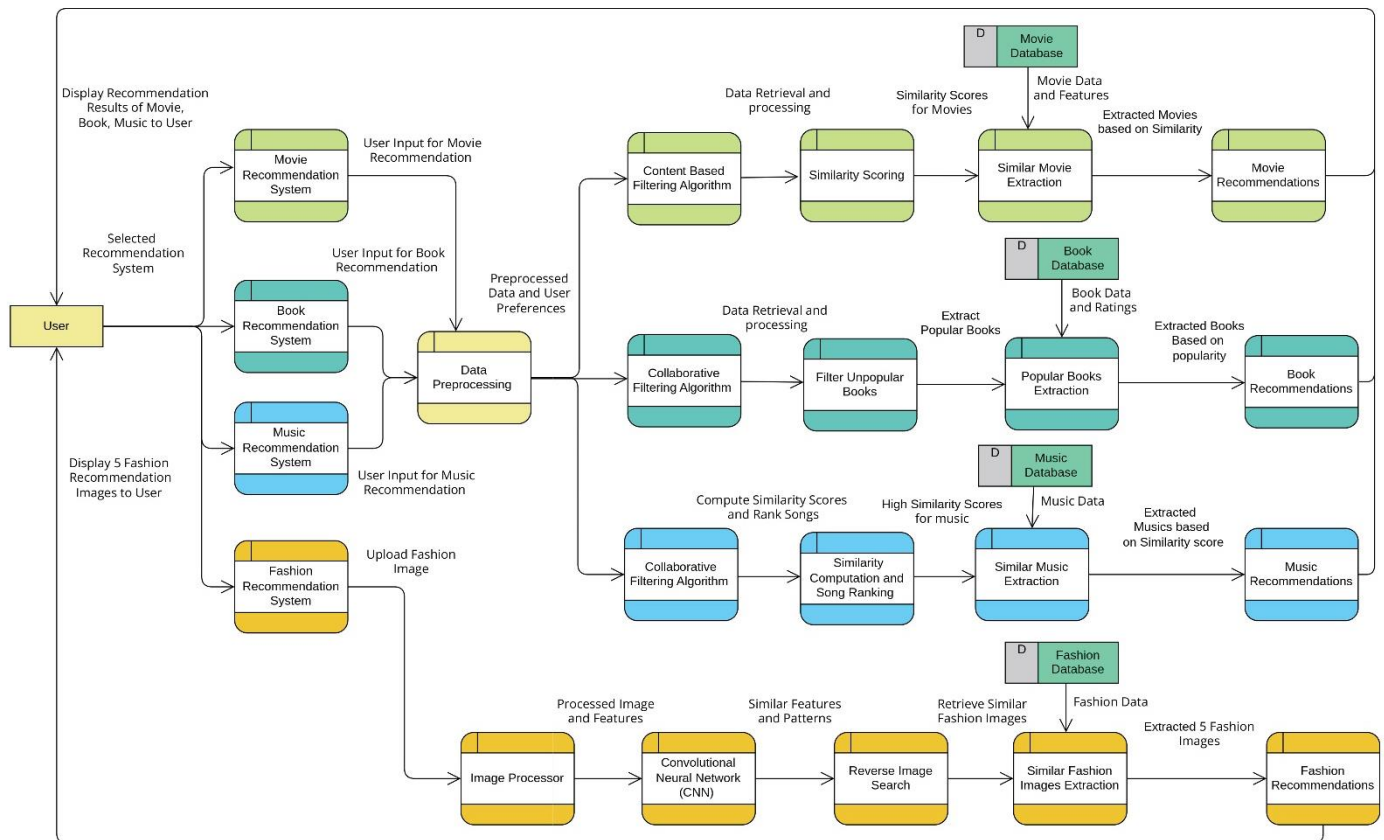 D
Movie
Database
Display Recommendation
Results of Movie,
Book, Music to User
Data Retrieval and
processing
Similarity Scores
for Movies
Movie Data
and Features
Extracted Movies
based on Similarity
User Input for Movie
Recommendation
Movie
Recommendation
System
Content Based
Filtering Algorithm
Similarity Scoring
Similar Movie
Extraction
Movie
Recommendations
Selected
Recommendation
System
User Input for Book
Recommendation
Preprocessed
Data and User
Preferences
D
Book
Database
Book Data
and Ratings
User
Book
Recommendation
System
Data Retrieval and
processing
Extract
Popular Books
Extracted Books
Based on
popularity
Data
Preprocessing
Collaborative
Filtering Algorithm
Filter Unpopular
Books
Popular Books
Extraction
Book
Recommendations
Music
Recommendation
System
User Input for Music
Recommendation
Display 5 Fashion
Recommendation
Images to User
D
Music
Database
Compute Similarity Scores
and Rank Songs
High Similarity Scores
for music
Music Data
Extracted
Musics based
on Similarity score
Collaborative
Filtering Algorithm
Similarity
Computation and
Song Ranking
Similar Music
Extraction
Music
Recommendations
Upload Fashion
Image
Fashion
Recommendation
System
D
Fashion
Database
Processed Image
and Features
Similar Features
and Patterns
Retrieve Similar
Fashion Images
Fashion Data
Extracted 5 Fashion
Images
Image Processor
Convolutional
Neural Network
(CNN)
Reverse Image
Search
Similar Fashion
Images Extraction
Fashion
Recommendations